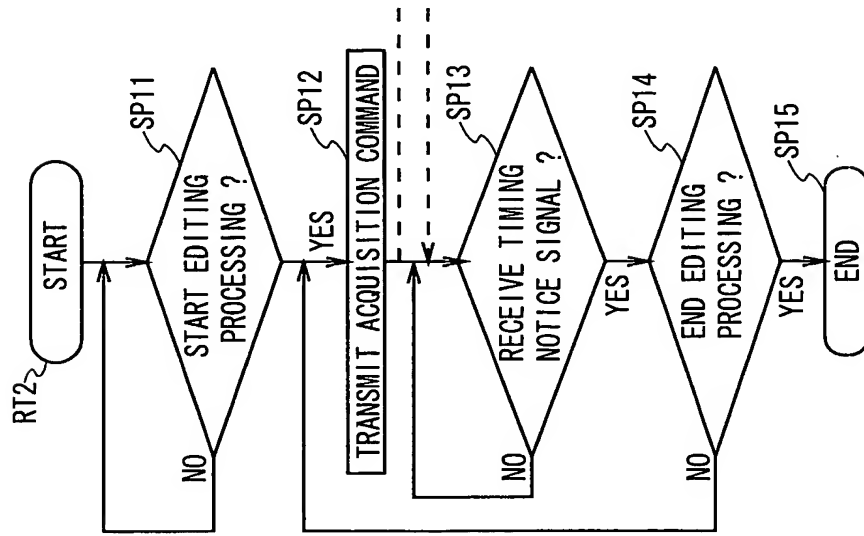 RT2
START
SP11
START EDITING
PROCESSING ?
NO
YES
SP12
TRANSMIT ACQUISITION COMMAND
SP13
RECEIVE TIMING
NOTICE SIGNAL ?
NO
YES
SP14
END EDITING
PROCESSING ?
NO
YES
SP15
END